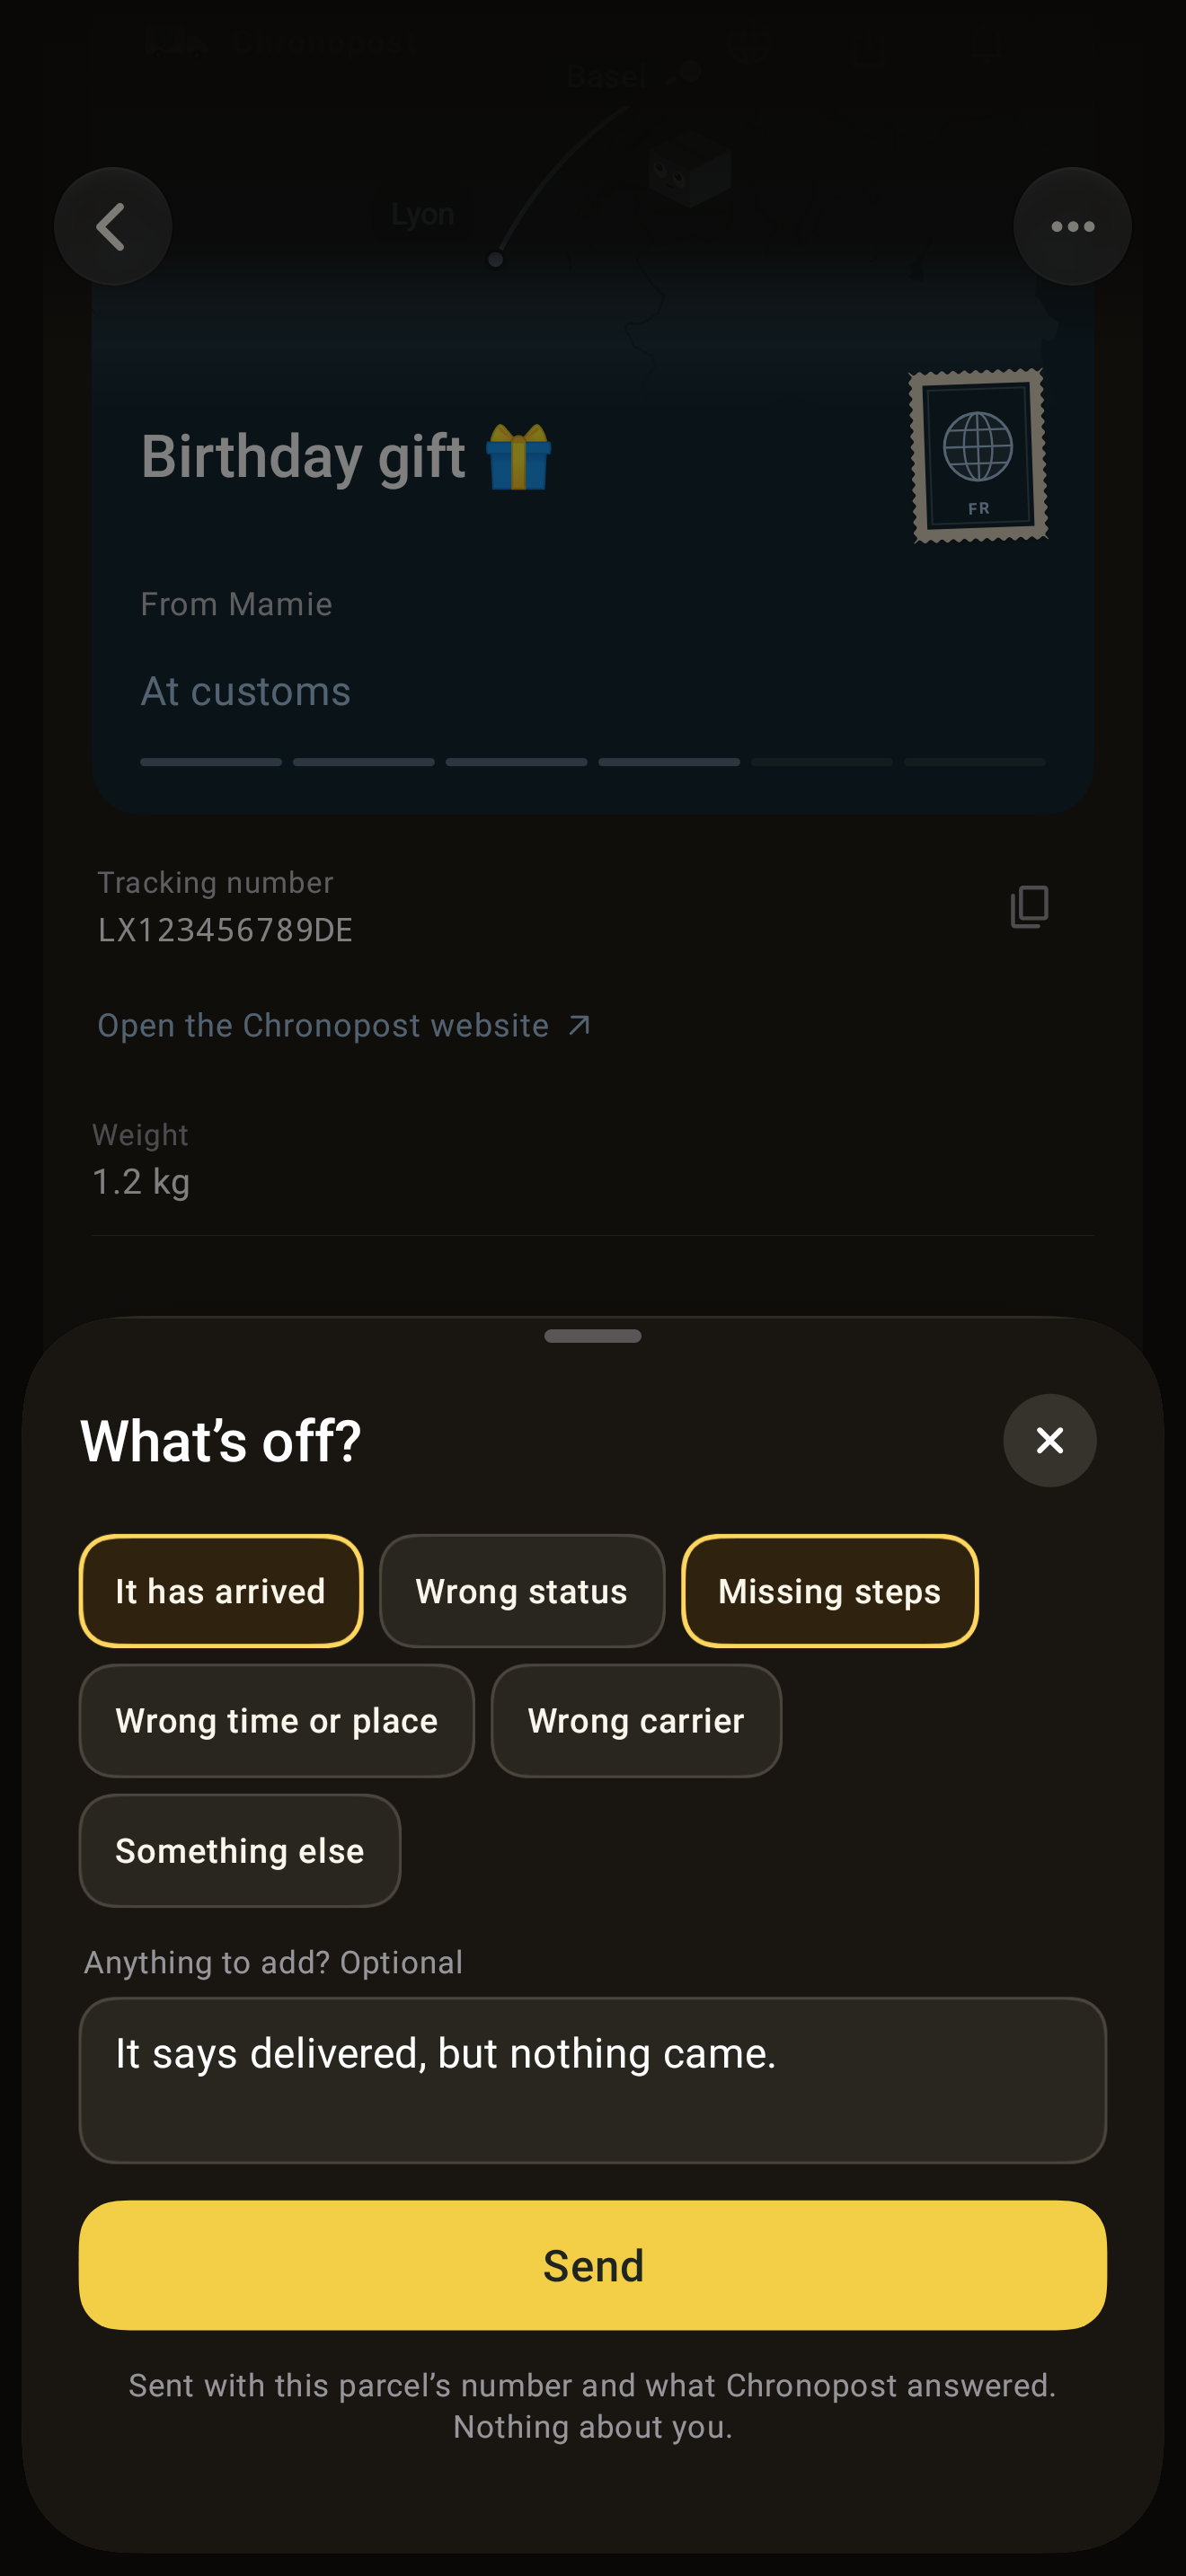 Chronopost
Basel
Lyon
Birthday gift
FR
From Mamie
At customs
Tracking number
LX123456789DE
Open the Chronopost website
Weight
1.2 kg
What’s off?
It has arrived
Wrong status
Missing steps
Wrong time or place
Wrong carrier
Something else
Anything to add? Optional
It says delivered, but nothing came.
Send
Sent with this parcel’s number and what Chronopost answered.
Nothing about you.